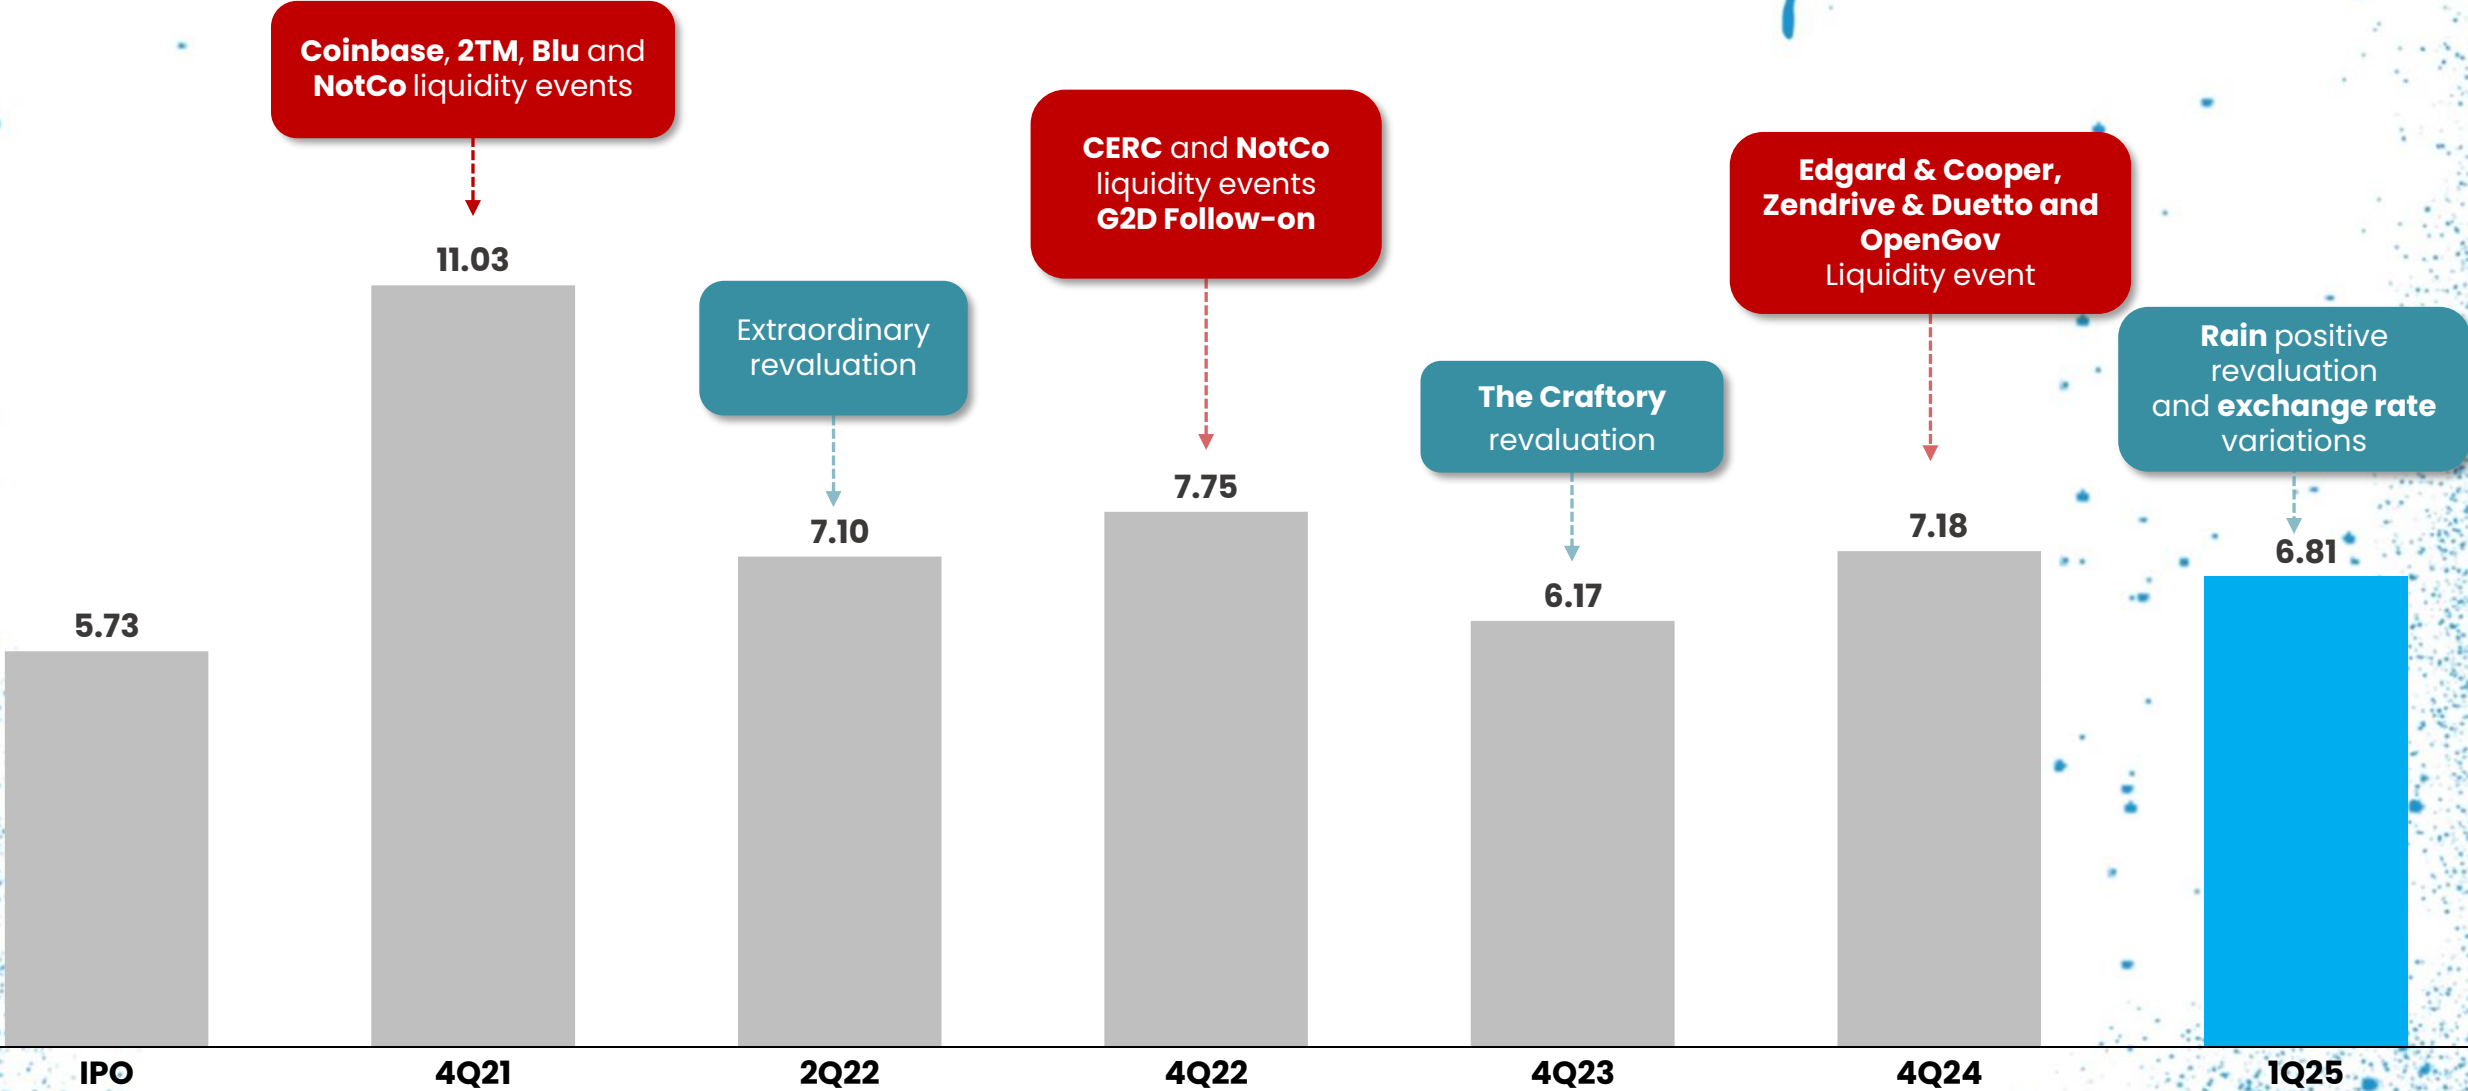 Coinbase, 2TM, Blu and
NotCo liquidity events
CERC and NotCo
liquidity events
G2D Follow-on
Edgard & Cooper,
Zendrive & Duetto and
OpenGov
Liquidity event
Extraordinary
revaluation
The Craftory
revaluation
Rain positive
revaluation
and exchange rate
variations
5.73
11.03
7.10
7.75
6.17
7.18
6.81
IPO
4Q21
2Q22
4Q22
4Q23
4Q24
1Q25